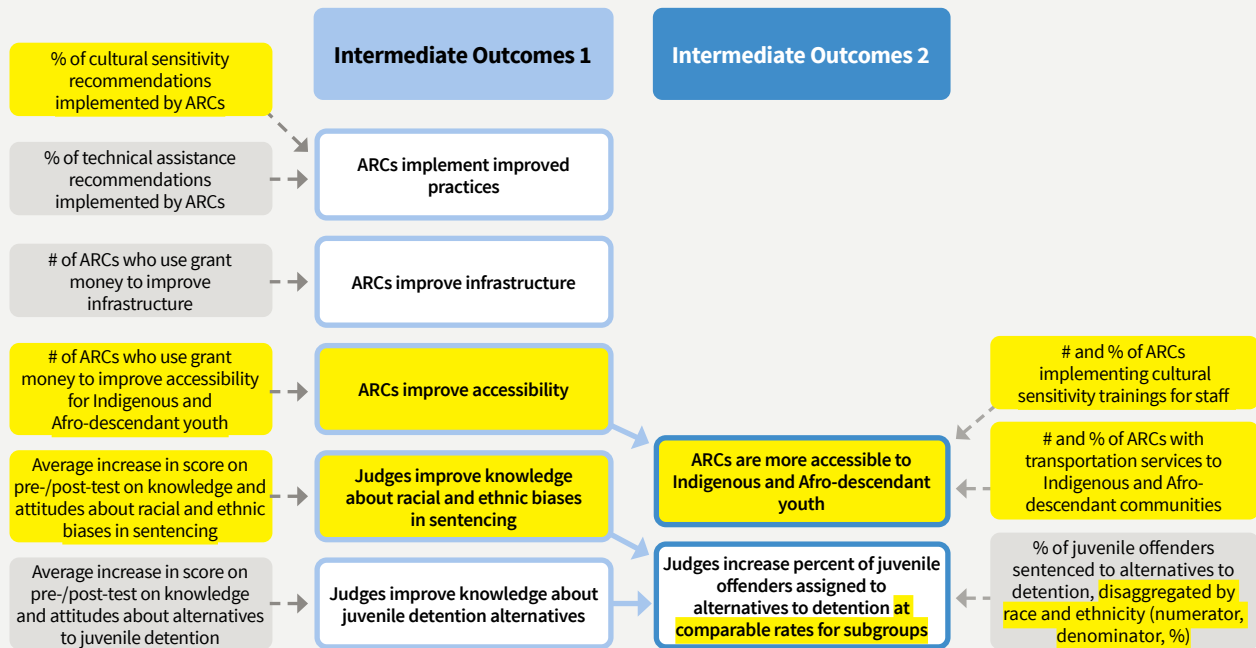 Intermediate Outcomes 1
Intermediate Outcomes 2
% of cultural sensitivity
recommendations
implemented by ARCs
% of technical assistance
recommendations
implemented by ARCs
ARCs implement improved
practices
# of ARCs who use grant
money to improve
infrastructure
ARCs improve infrastructure
# of ARCs who use grant
money to improve accessibility
for Indigenous and
Afro-descendant youth
ARCs improve accessibility
# and % of ARCs
implementing cultural
sensitivity trainings for staff
Average increase in score on
pre-/post-test on knowledge and
attitudes about racial and ethnic
biases in sentencing
Judges improve knowledge
about racial and ethnic biases
in sentencing
ARCs are more accessible to
Indigenous and Afro-descendant
youth
# and % of ARCs with
transportation services to
Indigenous and Afro-
descendant communities
Average increase in score on
pre-/post-test on knowledge
and attitudes about alternatives
to juvenile detention
Judges improve knowledge about
juvenile detention alternatives
Judges increase percent of juvenile
offenders assigned to
alternatives to detention at
comparable rates for subgroups
% of juvenile offenders
sentenced to alternatives to
detention, disaggregated by
race and ethnicity (numerator,
denominator, %)